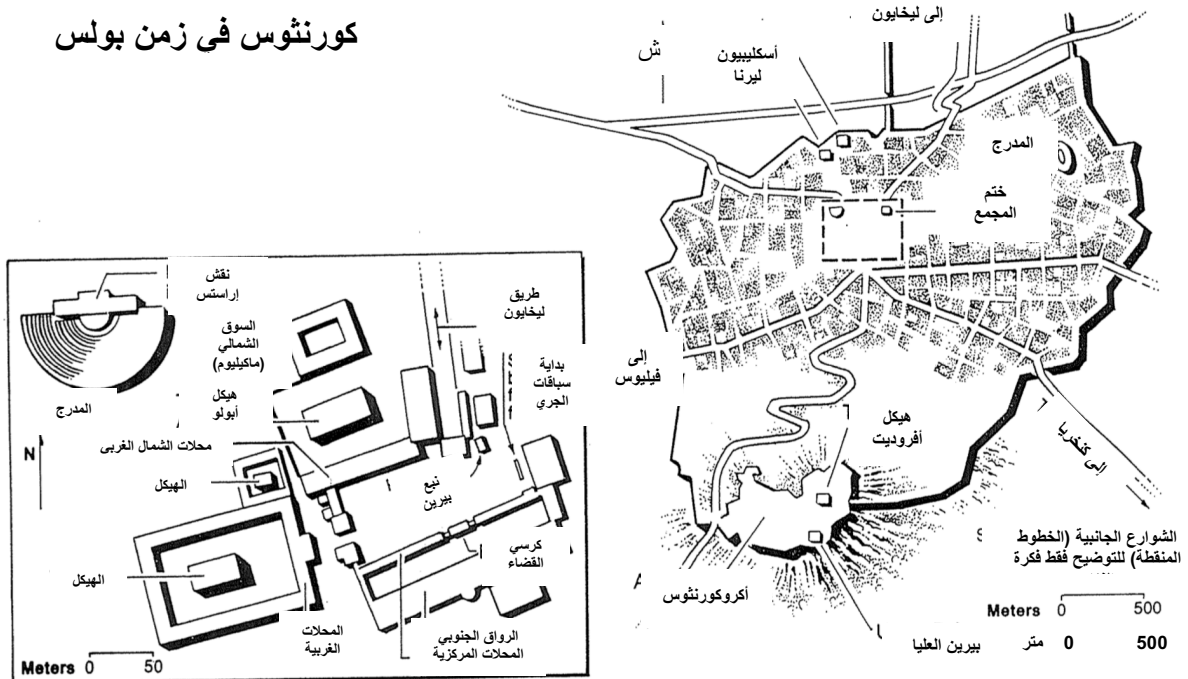 كورنثوس في زمن بولس
إلى ليخايون
ش
أسكليبيون
ليرنا
المدرج
ختم
المجمع
إلى
فيليوس
هيكل
أفروديت
إلى كنخريا
الشوارع الجانبية (الخطوط
المنقطة) للتوضيح فقط فكرة
أكروكورنثوس
بيرين العليا
Meters 0 500
متر 0 500
نقش
إراستس
المدرج
السوق
الشمالي
(ماكيليوم)
هيكل
أبولو
طريق
ليخايون
بداية
سباقات
الجري
محلات الشمال الغربى
N
الهيكل
نبع
بيرين
كرسي
القضاء
الهيكل
المحلات
الغربية
الرواق الجنوبي
المحلات المركزية
Meters 0 50